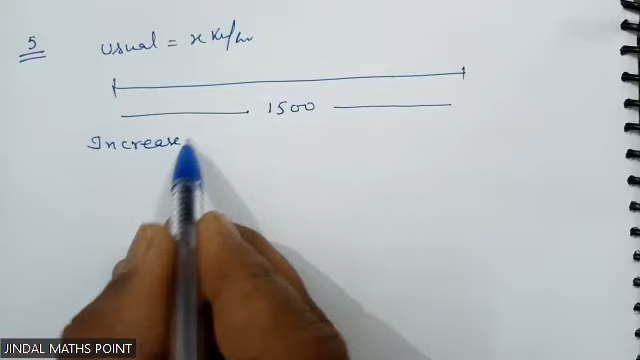 5 usual = x km/hr
1500
Increase
JINDAL MATHS POINT